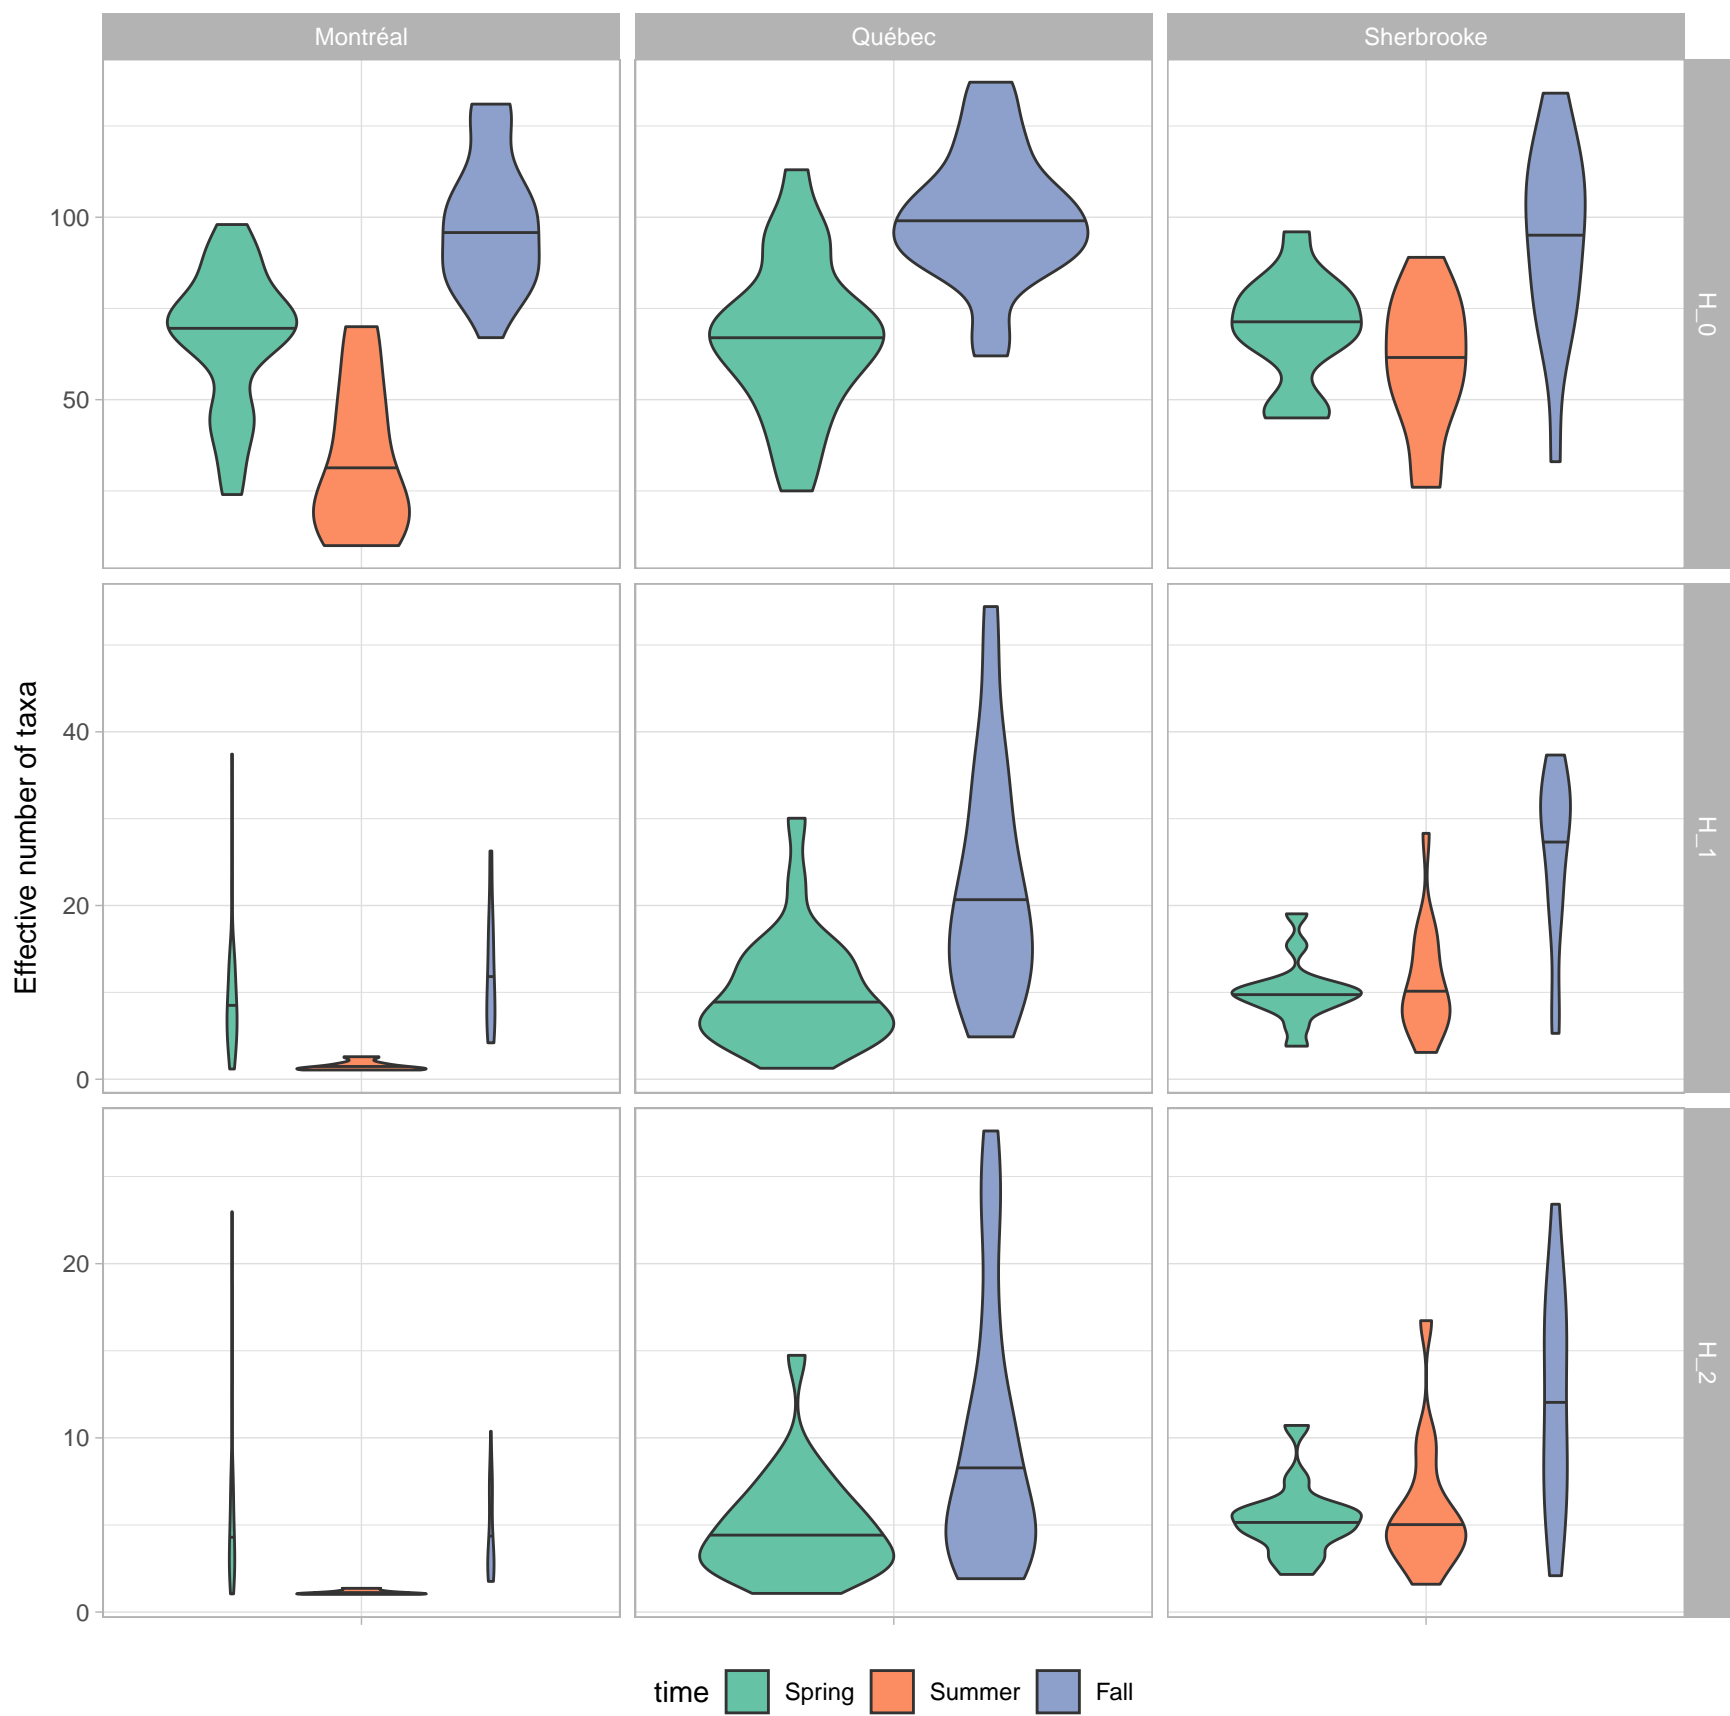 Montréal
Québec
Sherbrooke
Effective number of taxa
100
50
H_0
40
20
0
H_1
20
10
0
H_2
time
Spring
Summer
Fall